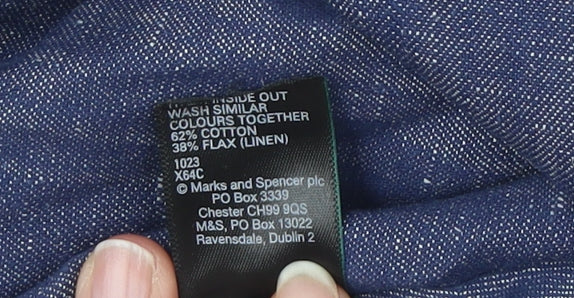 INSIDE OUT
WASH SIMILAR
COLOURS TOGETHER
62% COTTON
38% FLAX (LINEN)
1023
X64C
© Marks and Spencer plc
PO Box 3339
Chester CH99 9QS
M&S, PO Box 13022
Ravensdale, Dublin 2